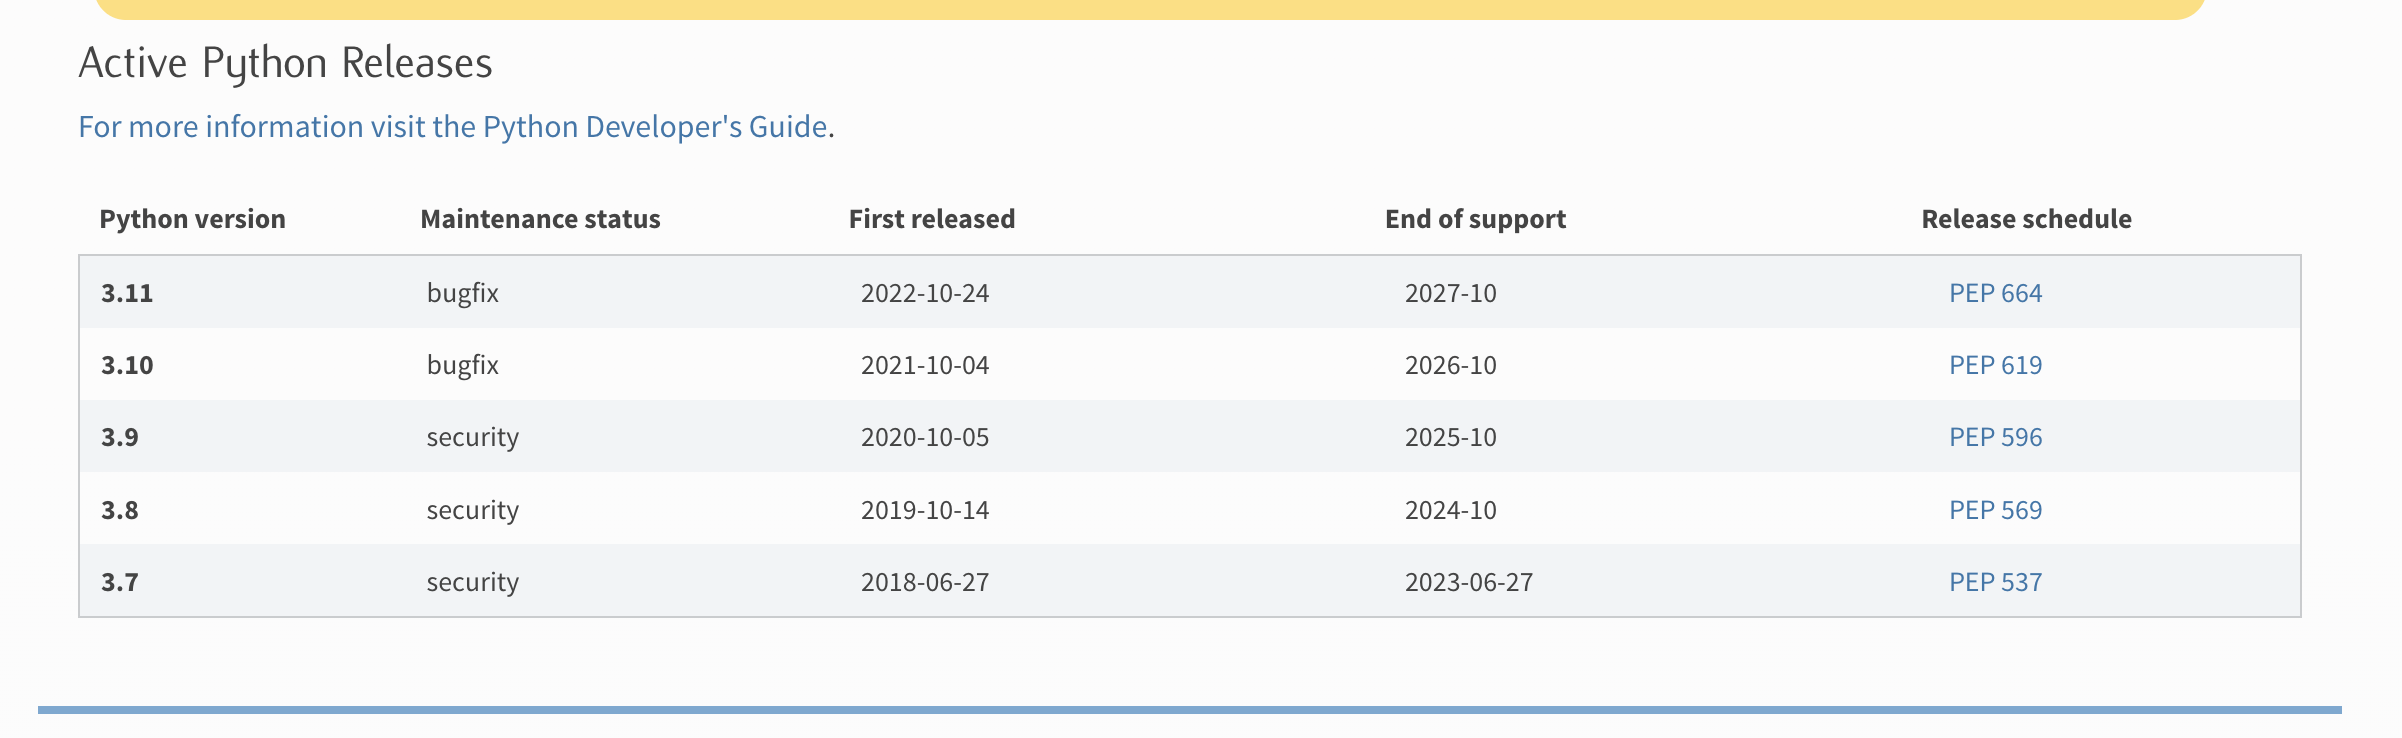 Active Python Releases
For more information visit the Python Developer's Guide.
Python version Maintenance status First released End of support Release schedule
3.11 bugfix 2022-10-24 2027-10 PEP 664
3.10 bugfix 2021-10-04 2026-10 PEP 619
3.9 security 2020-10-05 2025-10 PEP 596
3.8 security 2019-10-14 2024-10 PEP 569
3.7 security 2018-06-27 2023-06-27 PEP 537